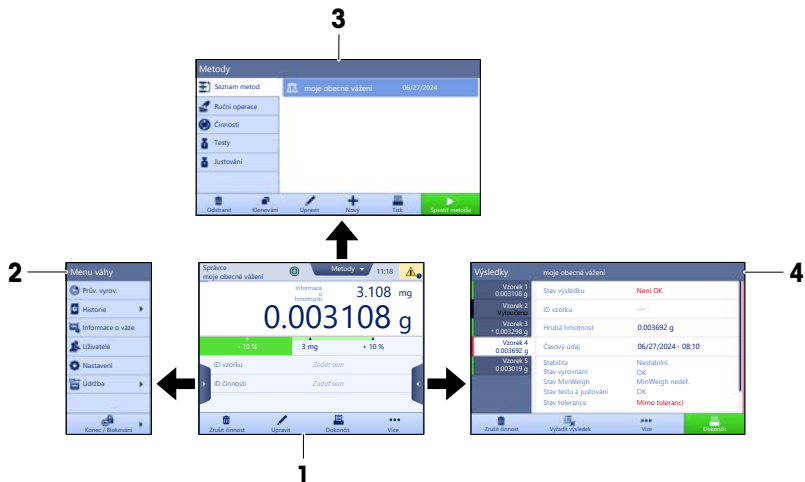 3
Metody
Seznam metod
moje obecné vážení 06/27/2024
Ruční operace
Činnosti
Testy
Justování
Odstranit Klonování Upravit Nový Tisk Spustit metodu
2
Menu váhy
Prův. vyrov.
Historie
Informace o váze
Uživatelé
Nastavení
Údržba
Konec / Blokování
Správce
moje obecné vážení
Metody 11:18
Informace
o
hmotnosti
3.108 mg
0.003108 g
- 10 % 3 mg + 10 %
ID vzorku Zadat sem
ID činnosti Zadat sem
Zrušit činnost Upravit Dokončit Více
1
4
Výsledky moje obecné vážení
Vzorek 1
0.003108 g
Vzorek 2
Vyloučeno
Vzorek 3
* 0.003298 g
Vzorek 4
0.003692 g
Vzorek 5
0.003019 g
Stav výsledku Není OK
ID vzorku ---
Hrubá hmotnost 0.003692 g
Časový údaj 06/27/2024 - 08:10
Stabilita Nestabilní
Stav vyrovnání OK
Stav MinWeigh MinWeigh nedef.
Stav testu a justování OK
Stav tolerance Mimo toleranci
Zrušit činnost Vyřadit výsledek Více Dokončit